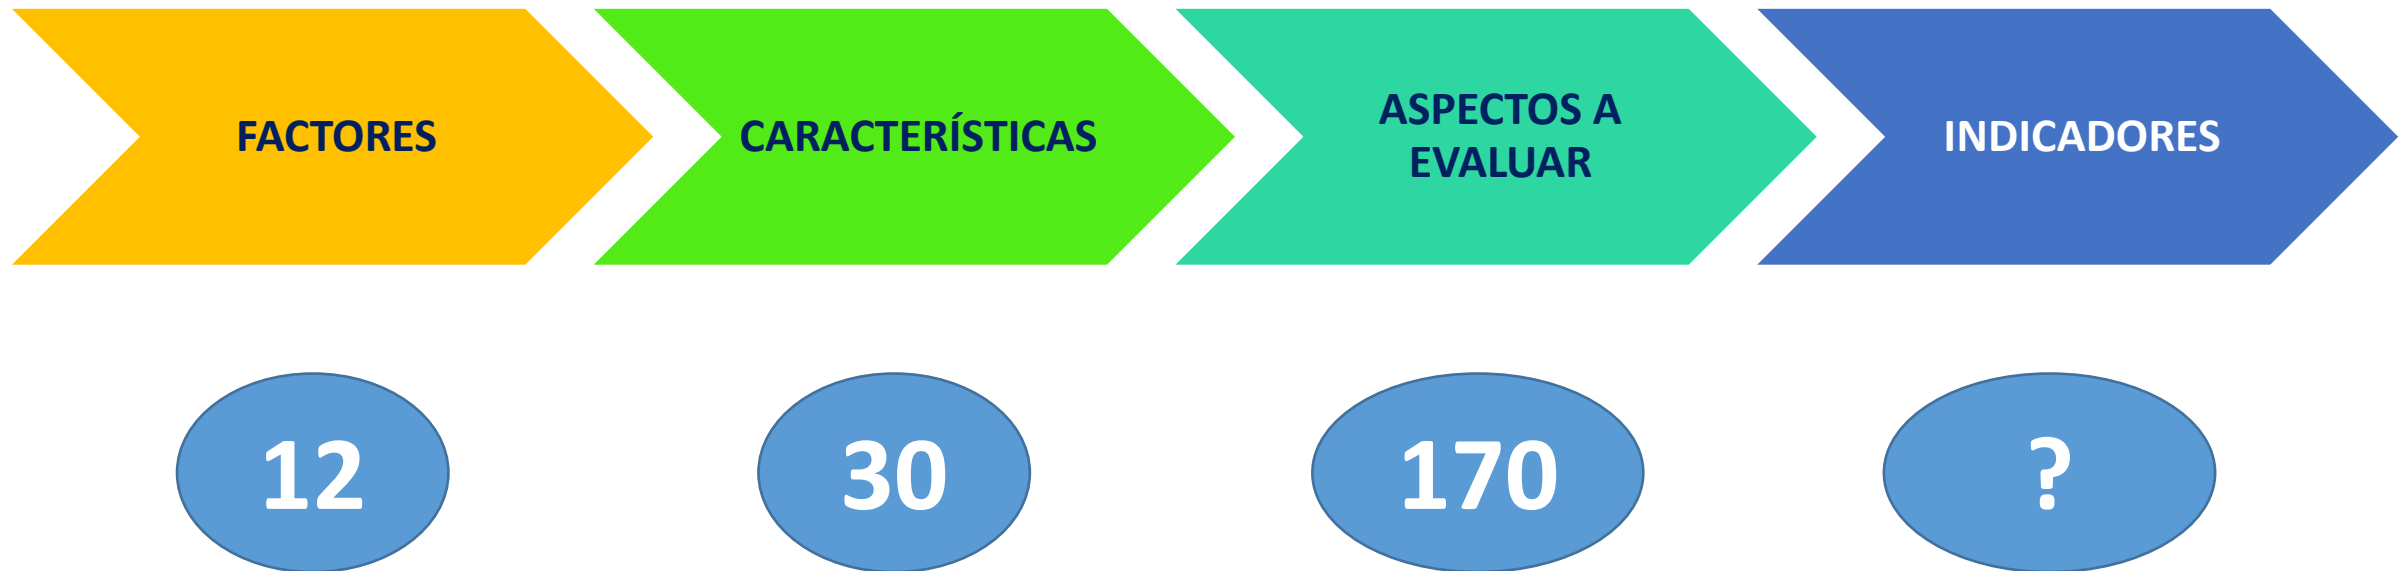 FACTORES
CARACTERÍSTICAS
ASPECTOS A
EVALUAR
INDICADORES
12
30
170
?